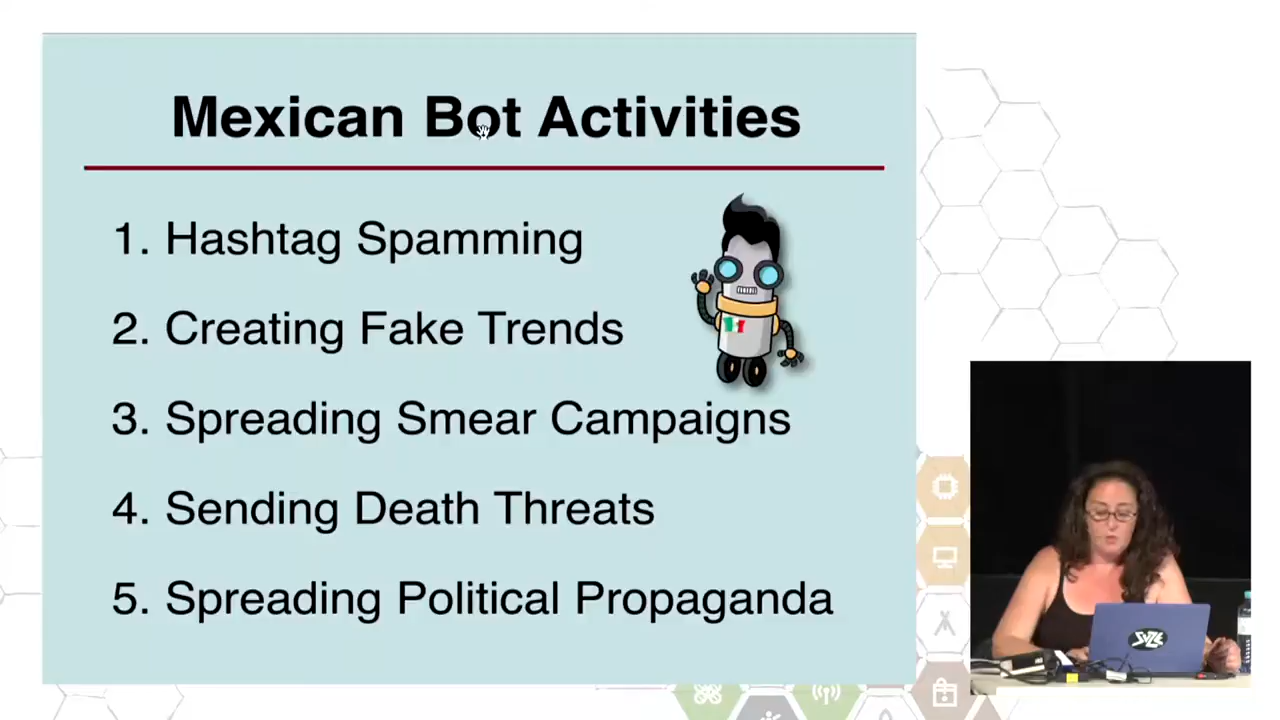 Mexican Bot Activities
1. Hashtag Spamming
2. Creating Fake Trends
3. Spreading Smear Campaigns
4. Sending Death Threats
5. Spreading Political Propaganda